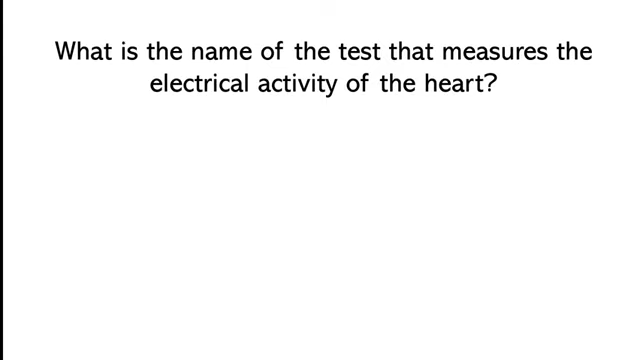 What is the name of the test that measures the
electrical activity of the heart?